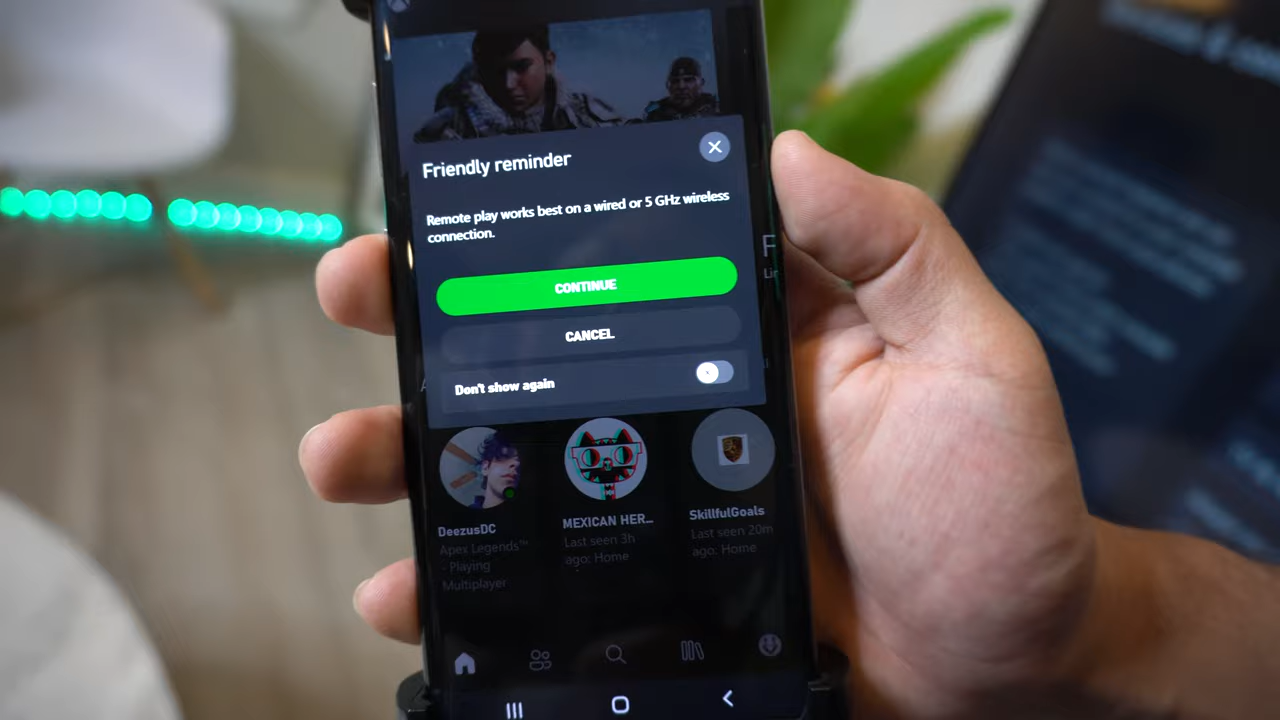 Friendly reminder
Remote play works best on a wired or 5 GHz wireless
connection.
CONTINUE
CANCEL
Don't show again
DeezusDC
Apex Legends™
- Playing
Multiplayer
MEXICAN HER...
Last seen 3h
ago: Home
SkillfulGoals
Last seen 20m
ago: Home